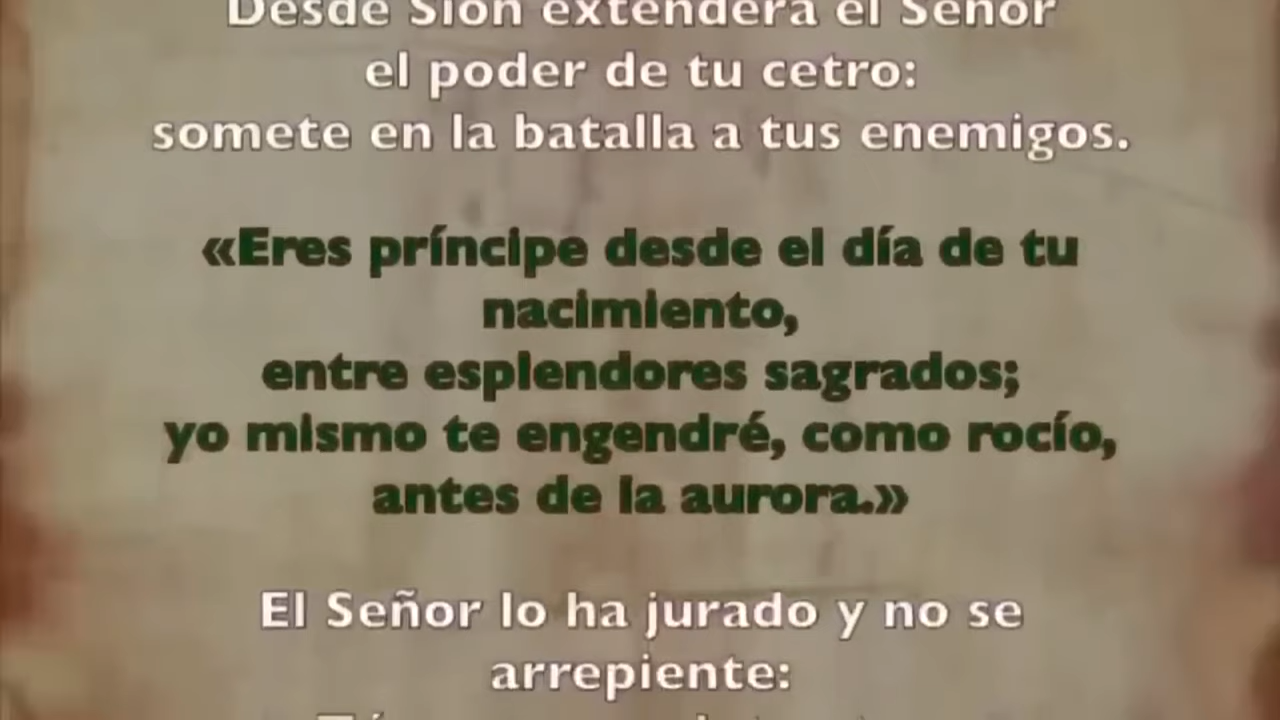 Desde Sión extenderá el Señor
el poder de tu cetro:
somete en la batalla a tus enemigos.
«Eres príncipe desde el día de tu
nacimiento,
entre esplendores sagrados;
yo mismo te engendré, como rocío,
antes de la aurora.»
El Señor lo ha jurado y no se
arrepiente: